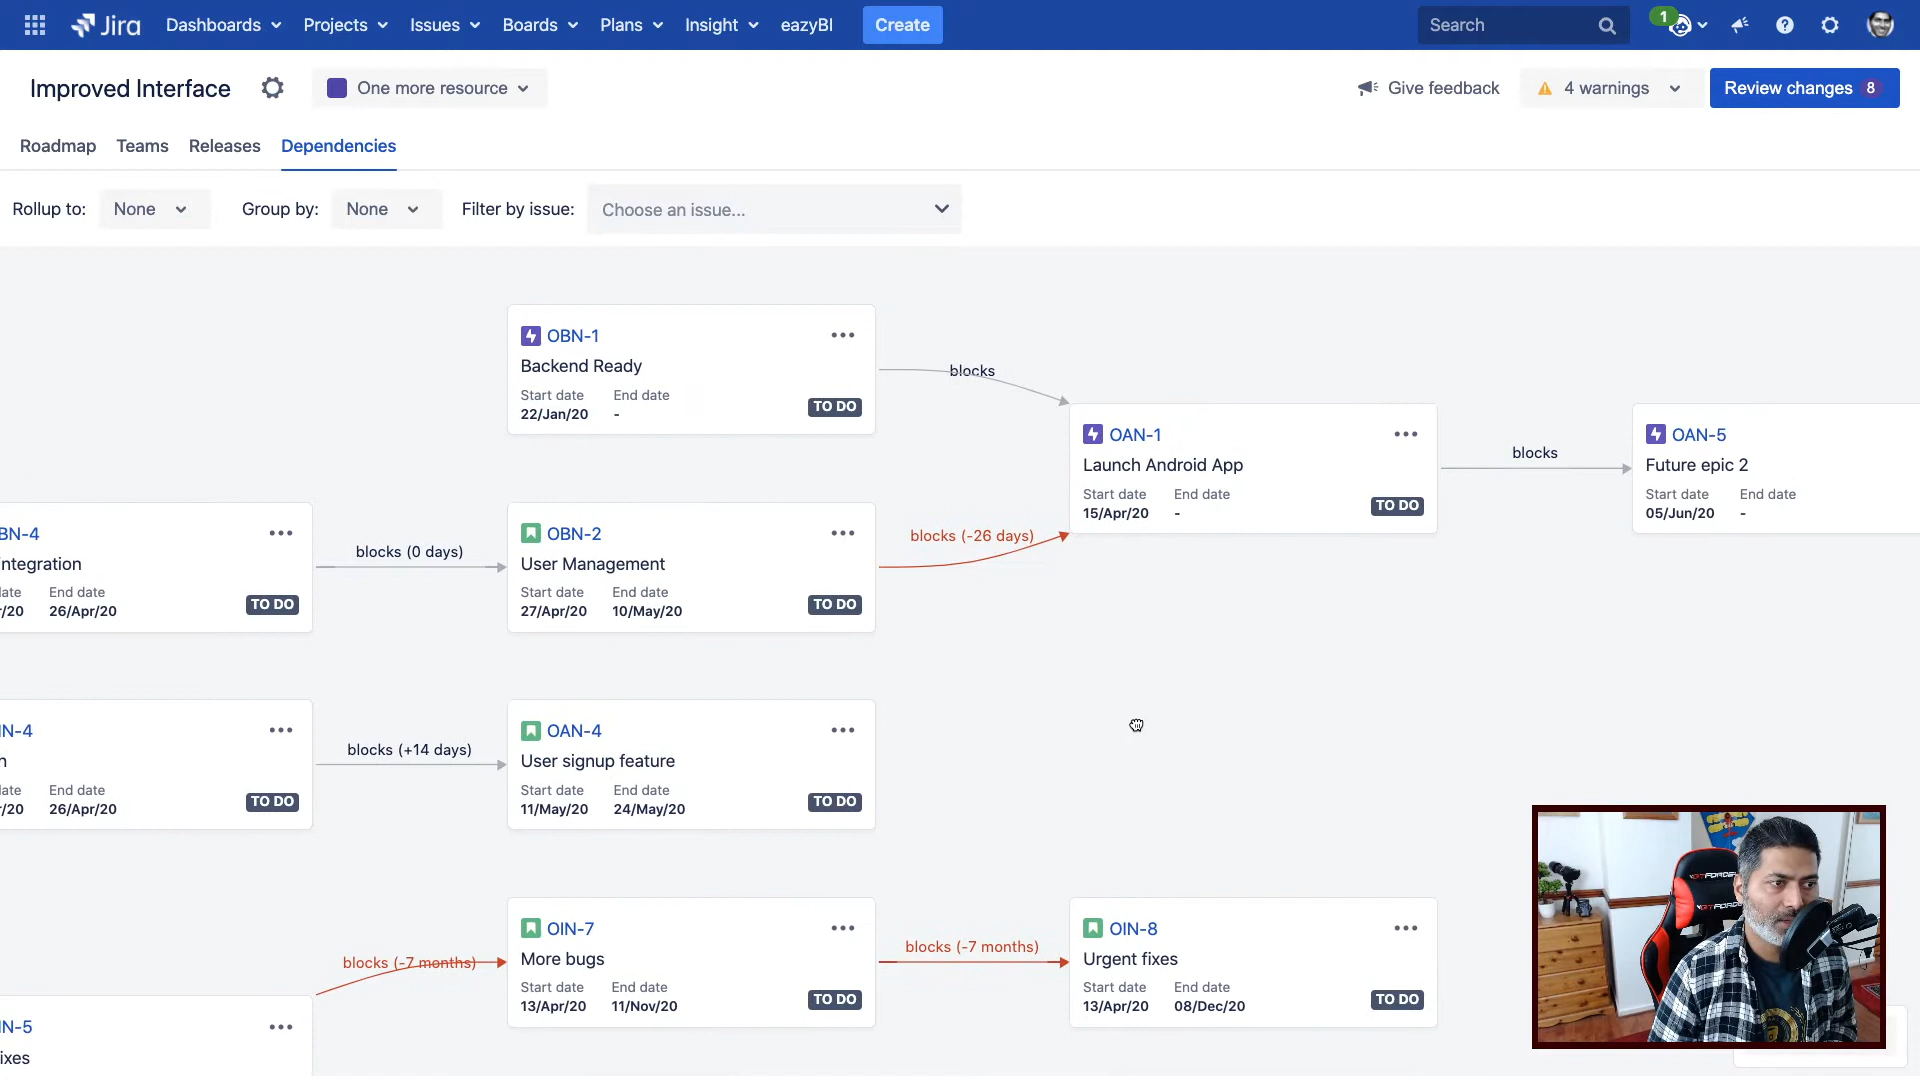 Jira Dashboards Projects Issues Boards Plans Insight eazyBI Create Search 1
Improved Interface One more resource Give feedback 4 warnings Review changes 8
Roadmap Teams Releases Dependencies
Rollup to: None Group by: None Filter by issue: Choose an issue...
OBN-1
Backend Ready
Start date End date
22/Jan/20 - TO DO
blocks
OAN-1
Launch Android App
Start date End date
15/Apr/20 - TO DO
blocks
OAN-5
Future epic 2
Start date End date
05/Jun/20 -
BN-4
ntegration
ate End date
/20 26/Apr/20 TO DO
blocks (0 days)
OBN-2
User Management
Start date End date
27/Apr/20 10/May/20 TO DO
blocks (-26 days)
IN-4
n
ate End date
/20 26/Apr/20 TO DO
blocks (+14 days)
OAN-4
User signup feature
Start date End date
11/May/20 24/May/20 TO DO
blocks (-7 months)
OIN-7
More bugs
Start date End date
13/Apr/20 11/Nov/20 TO DO
blocks (-7 months)
OIN-8
Urgent fixes
Start date End date
13/Apr/20 08/Dec/20 TO DO
IN-5
ixes